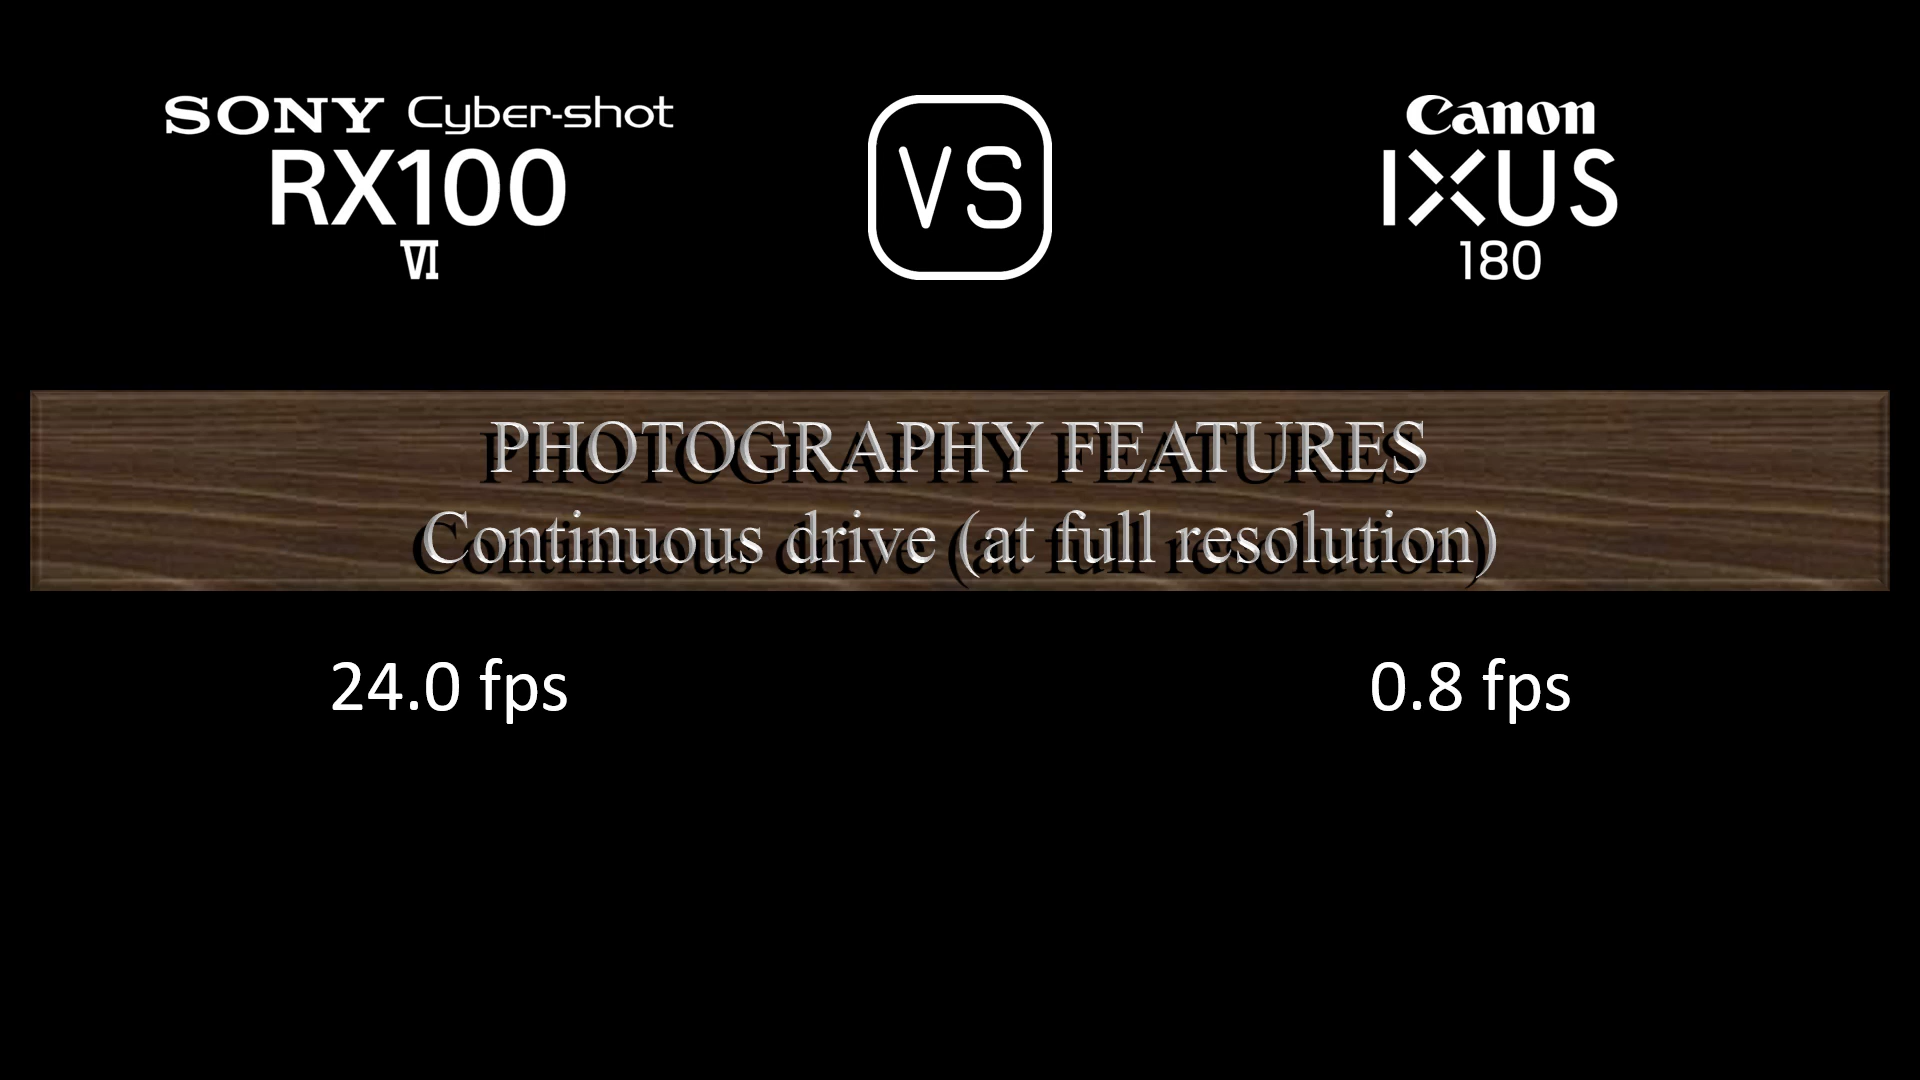 SONY Cyber-shot
RX100
VI
VS
Canon
IXUS
180
PHOTOGRAPHY FEATURES
Continuous drive (at full resolution)
24.0 fps
0.8 fps